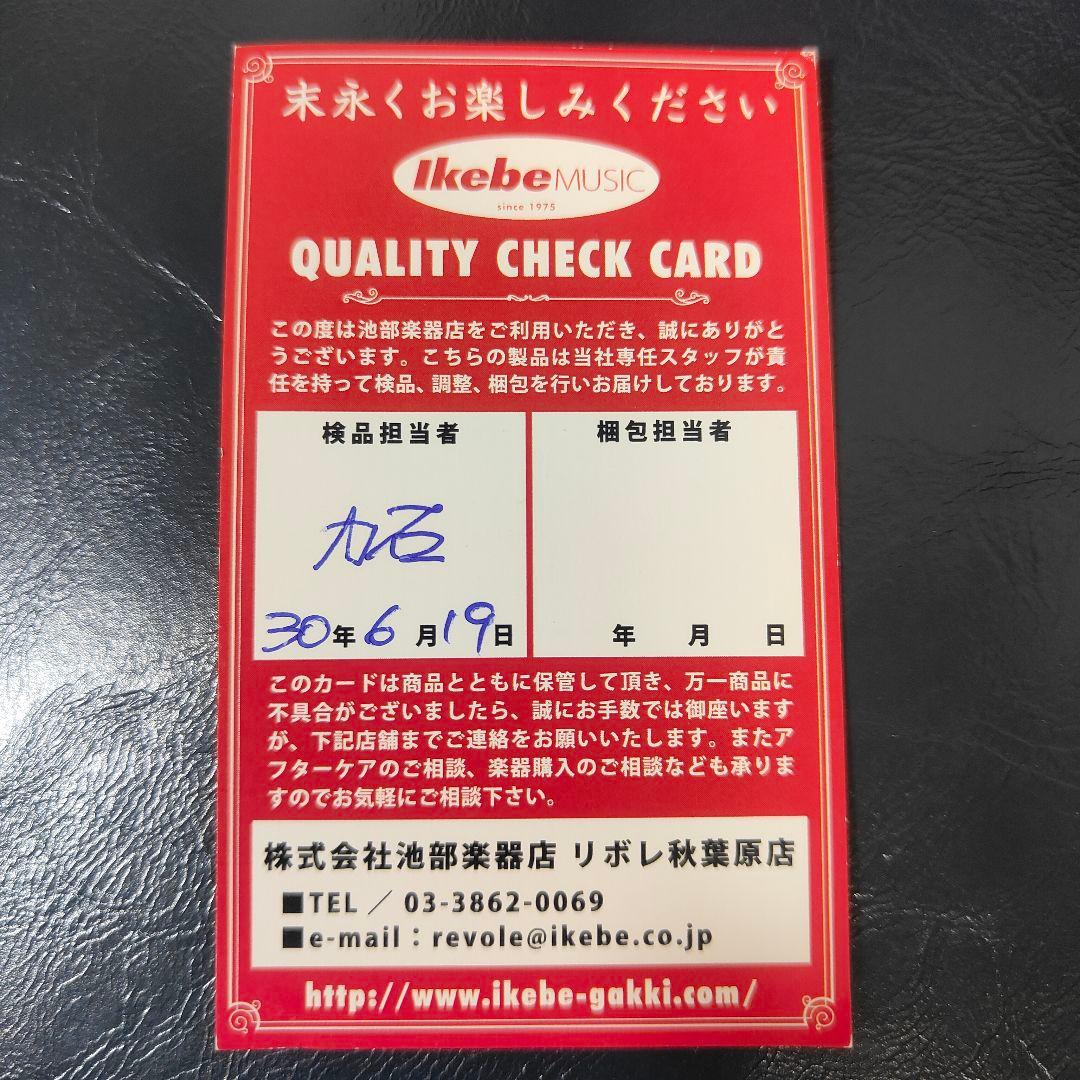 末永くお楽しみください
Ikebe MUSIC
since 1975
QUALITY CHECK CARD
この度は池部楽器店をご利用いただき、誠にありがと
うございます。こちらの製品は当社専任スタッフが責
任を持って検品、調整、梱包を行いお届けしております。
検品担当者
力石
30年6月19日
梱包担当者
年 月 日
このカードは商品とともに保管して頂き、万一商品に
不具合がございましたら、誠にお手数では御座います
が、下記店舗までご連絡をお願いいたします。またア
フターケアのご相談、楽器購入のご相談なども承りま
すのでお気軽にご相談下さい。
株式会社池部楽器店 リボレ秋葉原店
■TEL ／ 03-3862-0069
■e-mail：revole@ikebe.co.jp
http://www.ikebe-gakki.com/